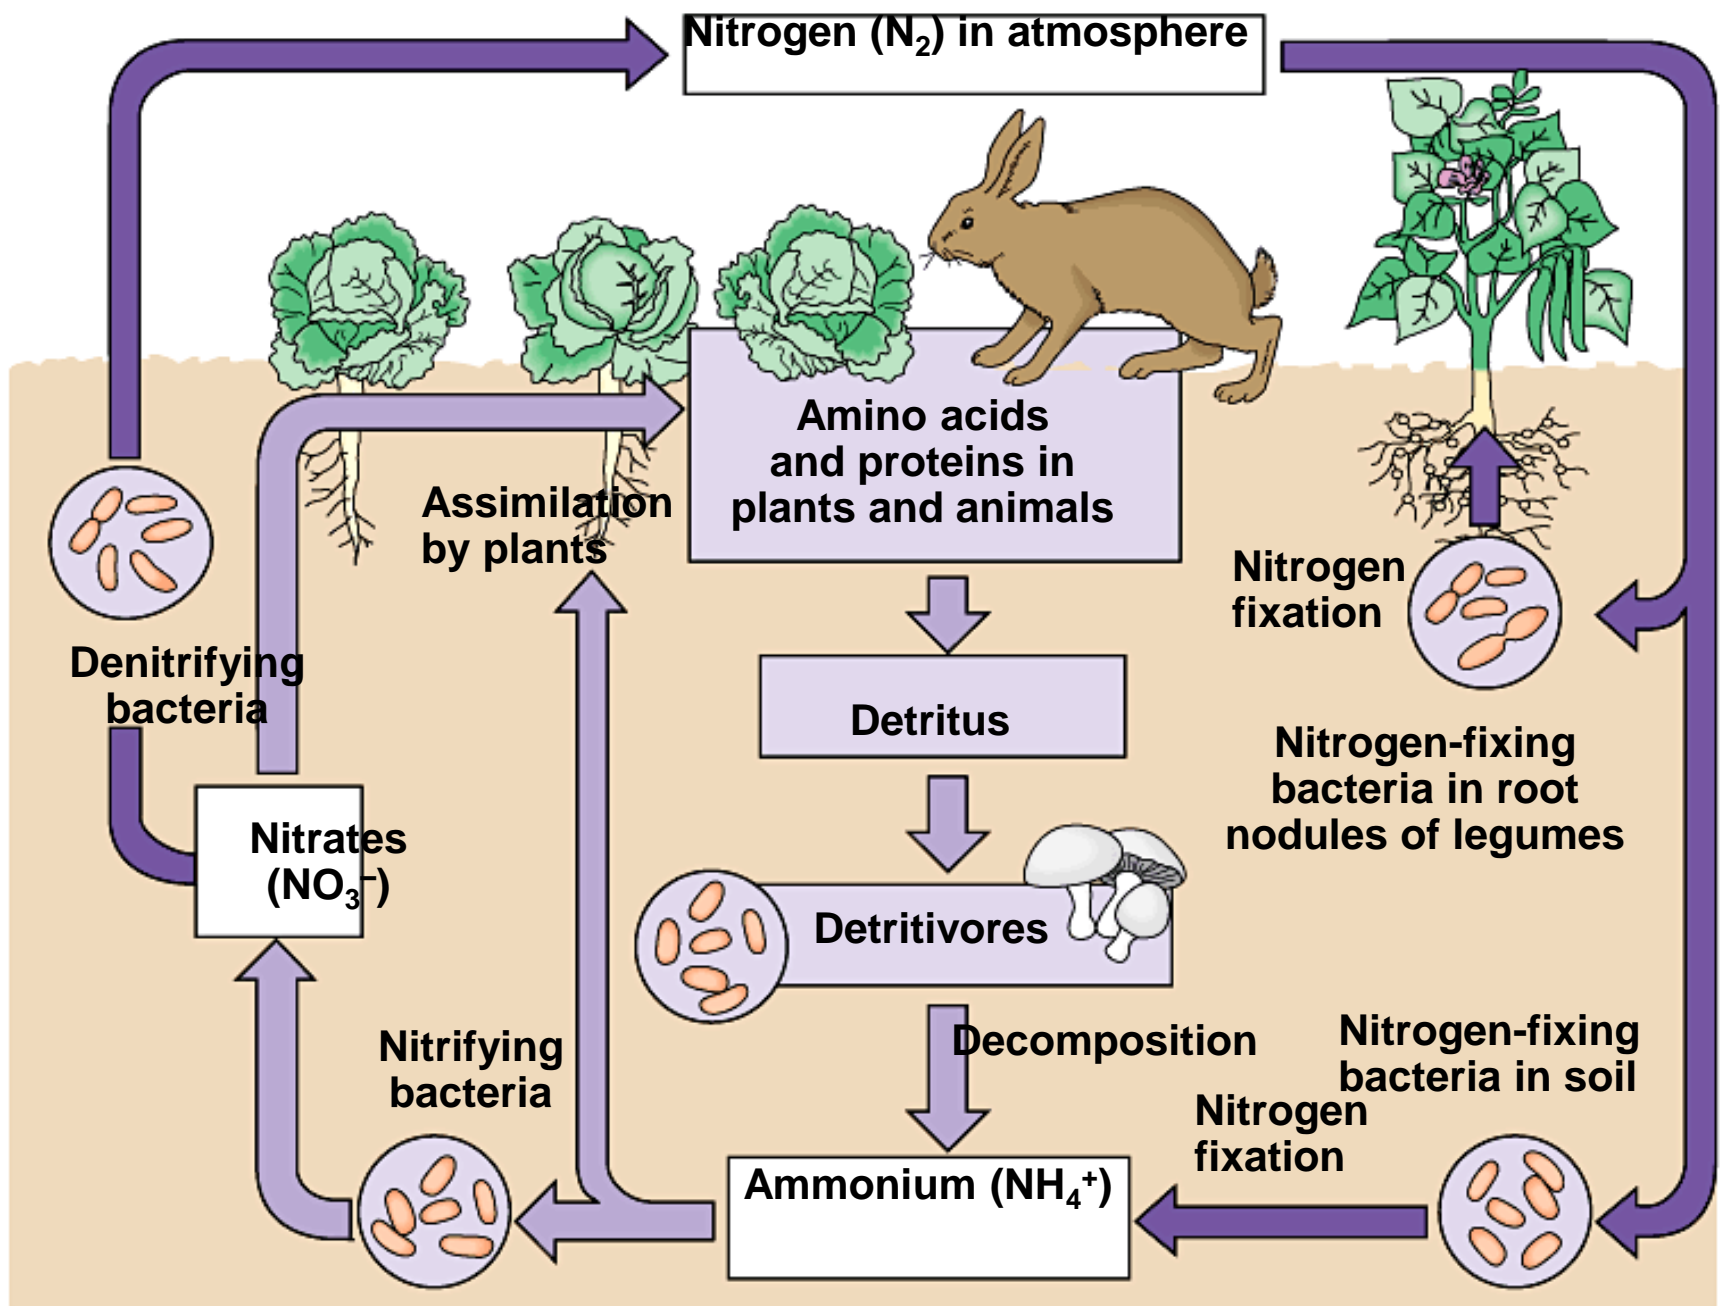 Nitrogen (N₂) in atmosphere
Amino acids
and proteins in
plants and animals
Assimilation
by plants
Nitrogen
fixation
Denitrifying
bacteria
Detritus
Nitrogen-fixing
bacteria in root
nodules of legumes
Nitrates
(NO₃⁻)
Detritivores
Decomposition
Nitrogen-fixing
bacteria in soil
Nitrifying
bacteria
Nitrogen
fixation
Ammonium (NH₄⁺)